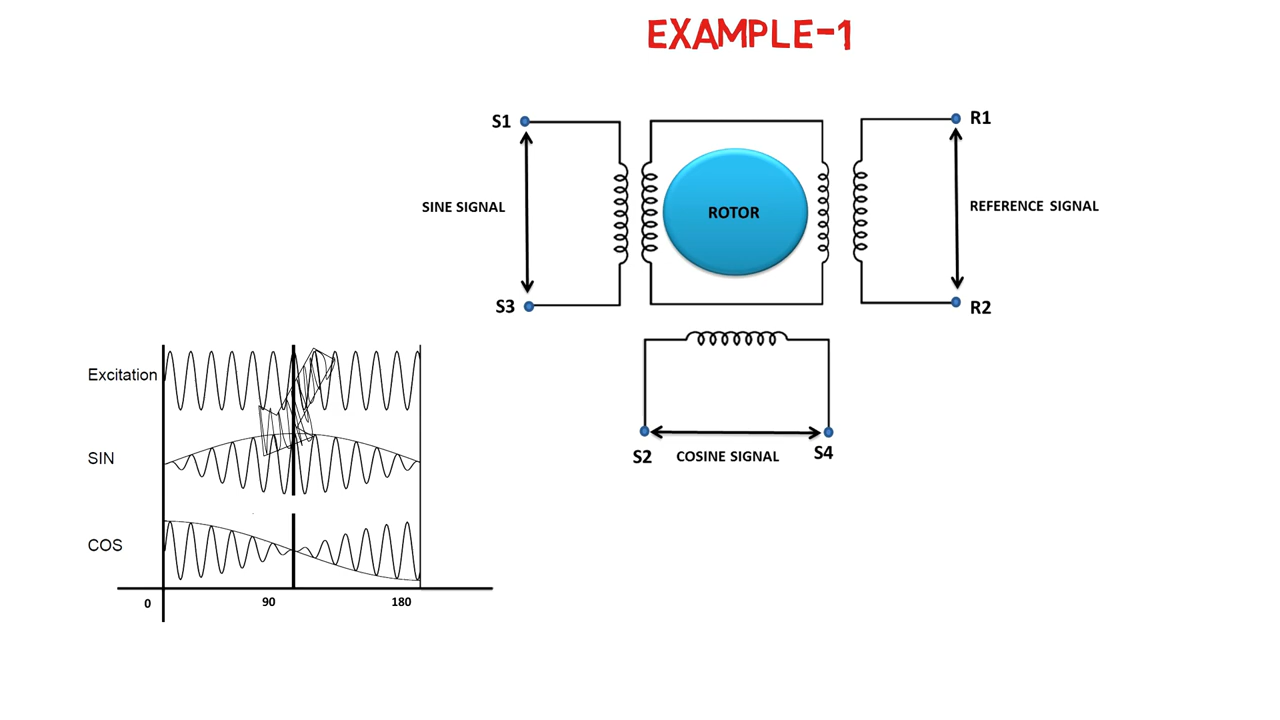 EXAMPLE-1
S1
R1
SINE SIGNAL
ROTOR
REFERENCE SIGNAL
S3
R2
S2
COSINE SIGNAL
S4
Excitation
SIN
COS
0
90
180